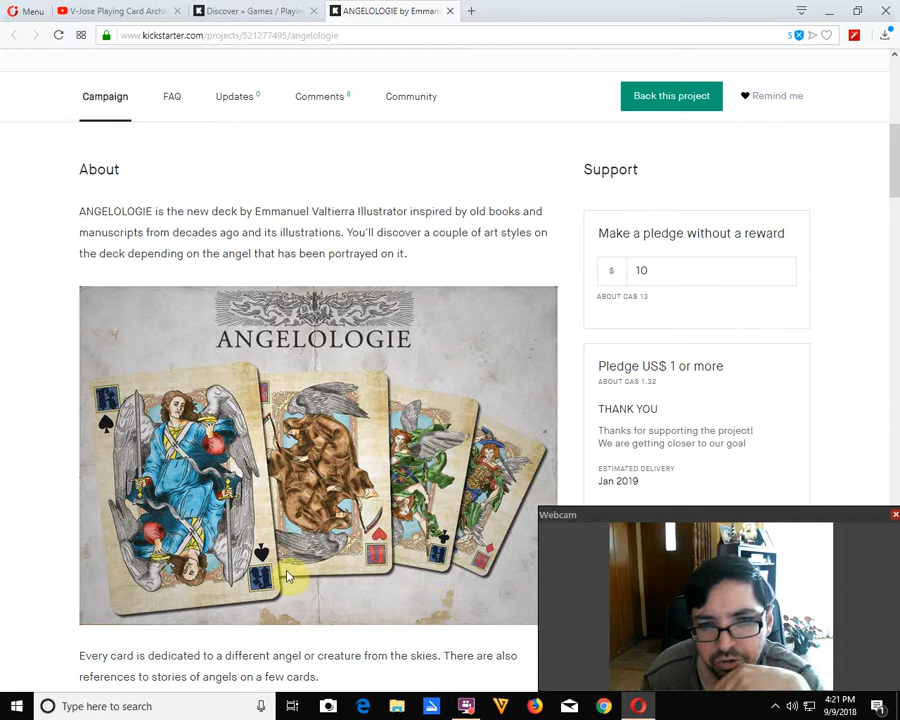 Menu
V-Jose Playing Card Archi
Discover » Games / Playin
ANGELOLOGIE by Emman
www.kickstarter.com/projects/521277495/angelologie
5
Campaign
FAQ
Updates 0
Comments 8
Community
Back this project
Remind me
About
ANGELOLOGIE is the new deck by Emmanuel Valtierra Illustrator inspired by old books and
manuscripts from decades ago and its illustrations. You'll discover a couple of art styles on
the deck depending on the angel that has been portrayed on it.
ANGELOLOGIE
Every card is dedicated to a different angel or creature from the skies. There are also
references to stories of angels on a few cards.
Support
Make a pledge without a reward
$ 10
ABOUT CA$ 13
Pledge US$ 1 or more
ABOUT CA$ 1.32
THANK YOU
Thanks for supporting the project!
We are getting closer to our goal
ESTIMATED DELIVERY
Jan 2019
Webcam
Type here to search
4:21 PM
9/9/2018
1